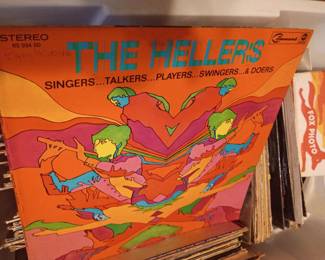 STEREO
THE HELLERS
SINGERS...TALKERS...PLAYERS...SWINGERS...& DOERS
FOX PHOTO